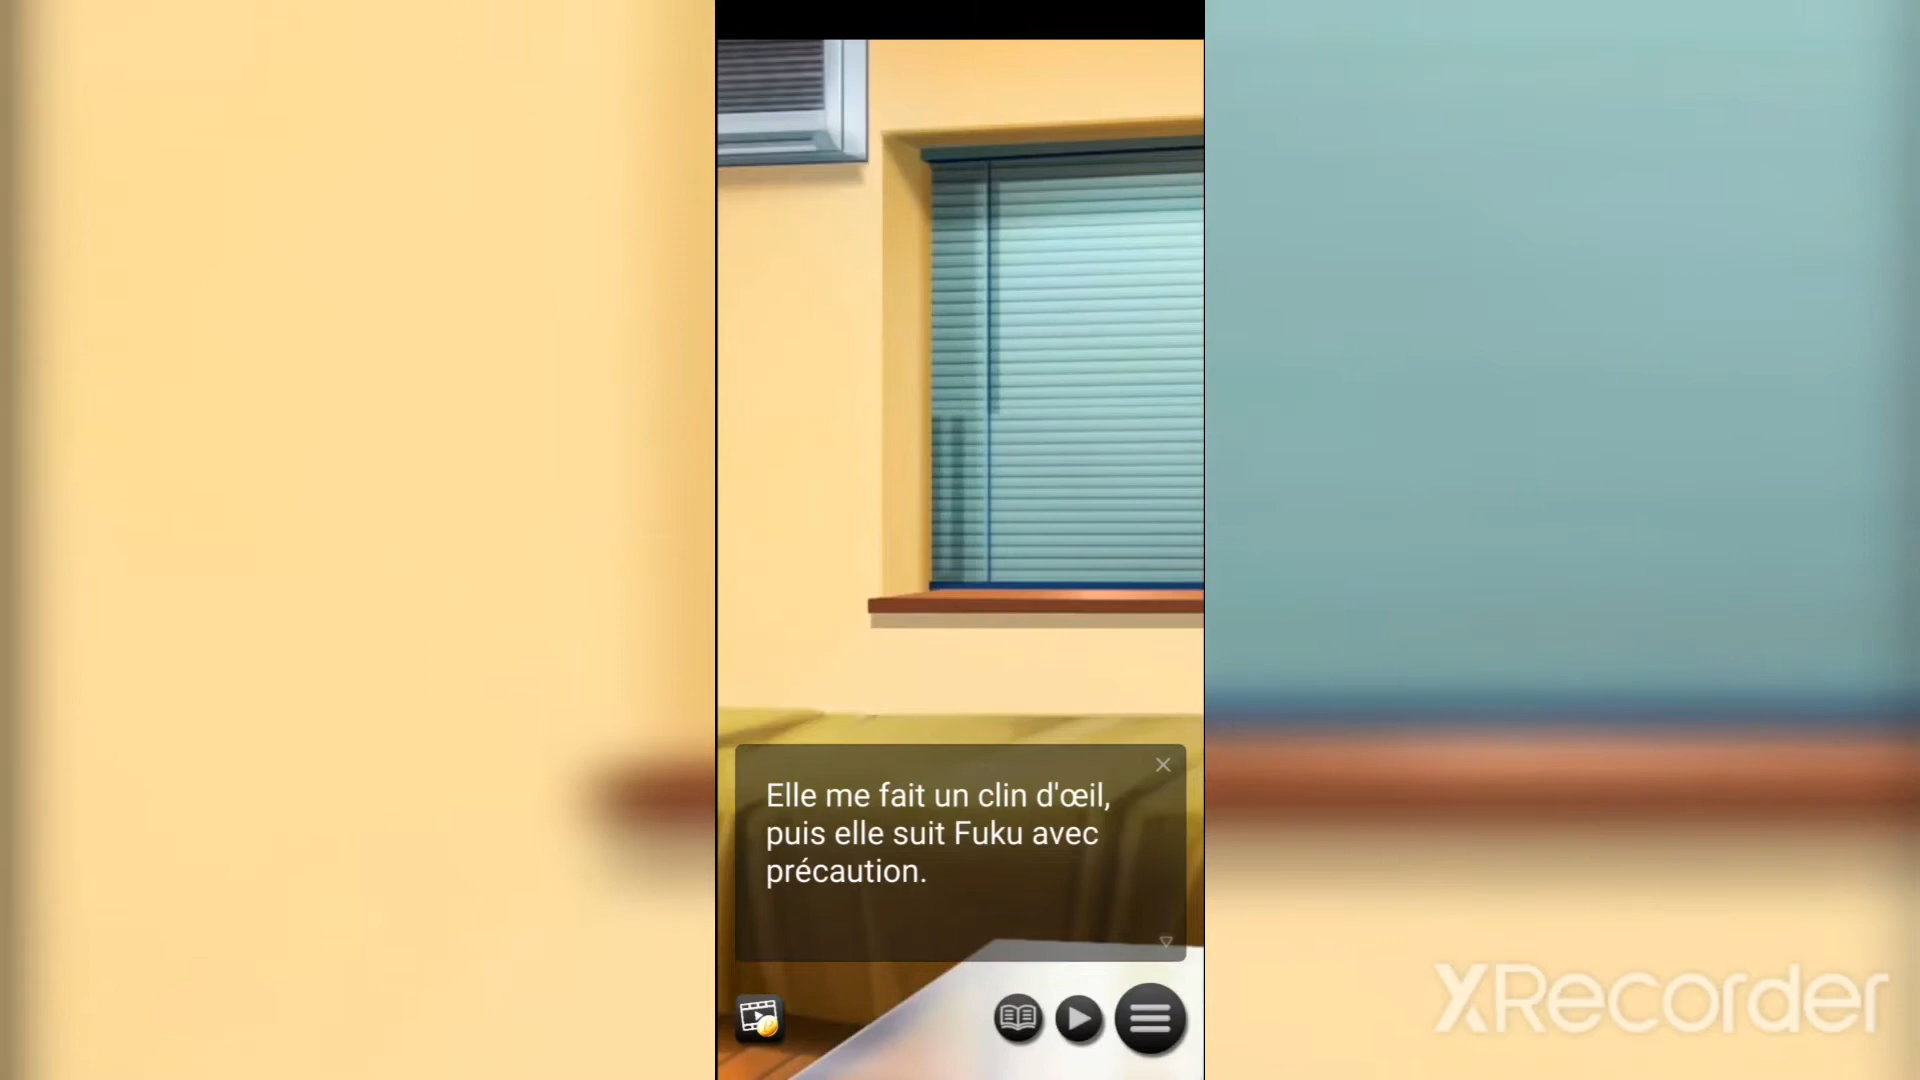 Elle me fait un clin d'œil,
puis elle suit Fuku avec
précaution.
XRecorder